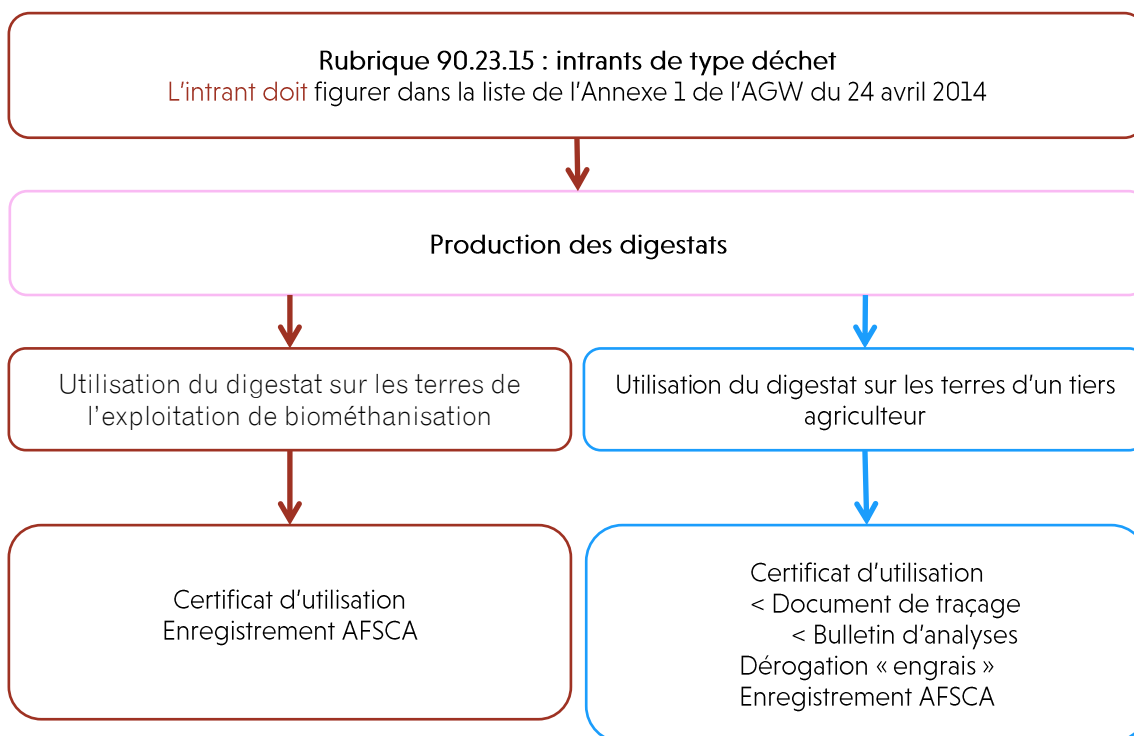 Rubrique 90.23.15 : intrants de type déchet
L'intrant doit figurer dans la liste de l'Annexe 1 de l'AGW du 24 avril 2014
Production des digestats
Utilisation du digestat sur les terres de
l'exploitation de biométhanisation
Utilisation du digestat sur les terres d'un tiers
agriculteur
Certificat d'utilisation
Enregistrement AFSCA
Certificat d'utilisation
< Document de traçage
< Bulletin d'analyses
Dérogation « engrais »
Enregistrement AFSCA